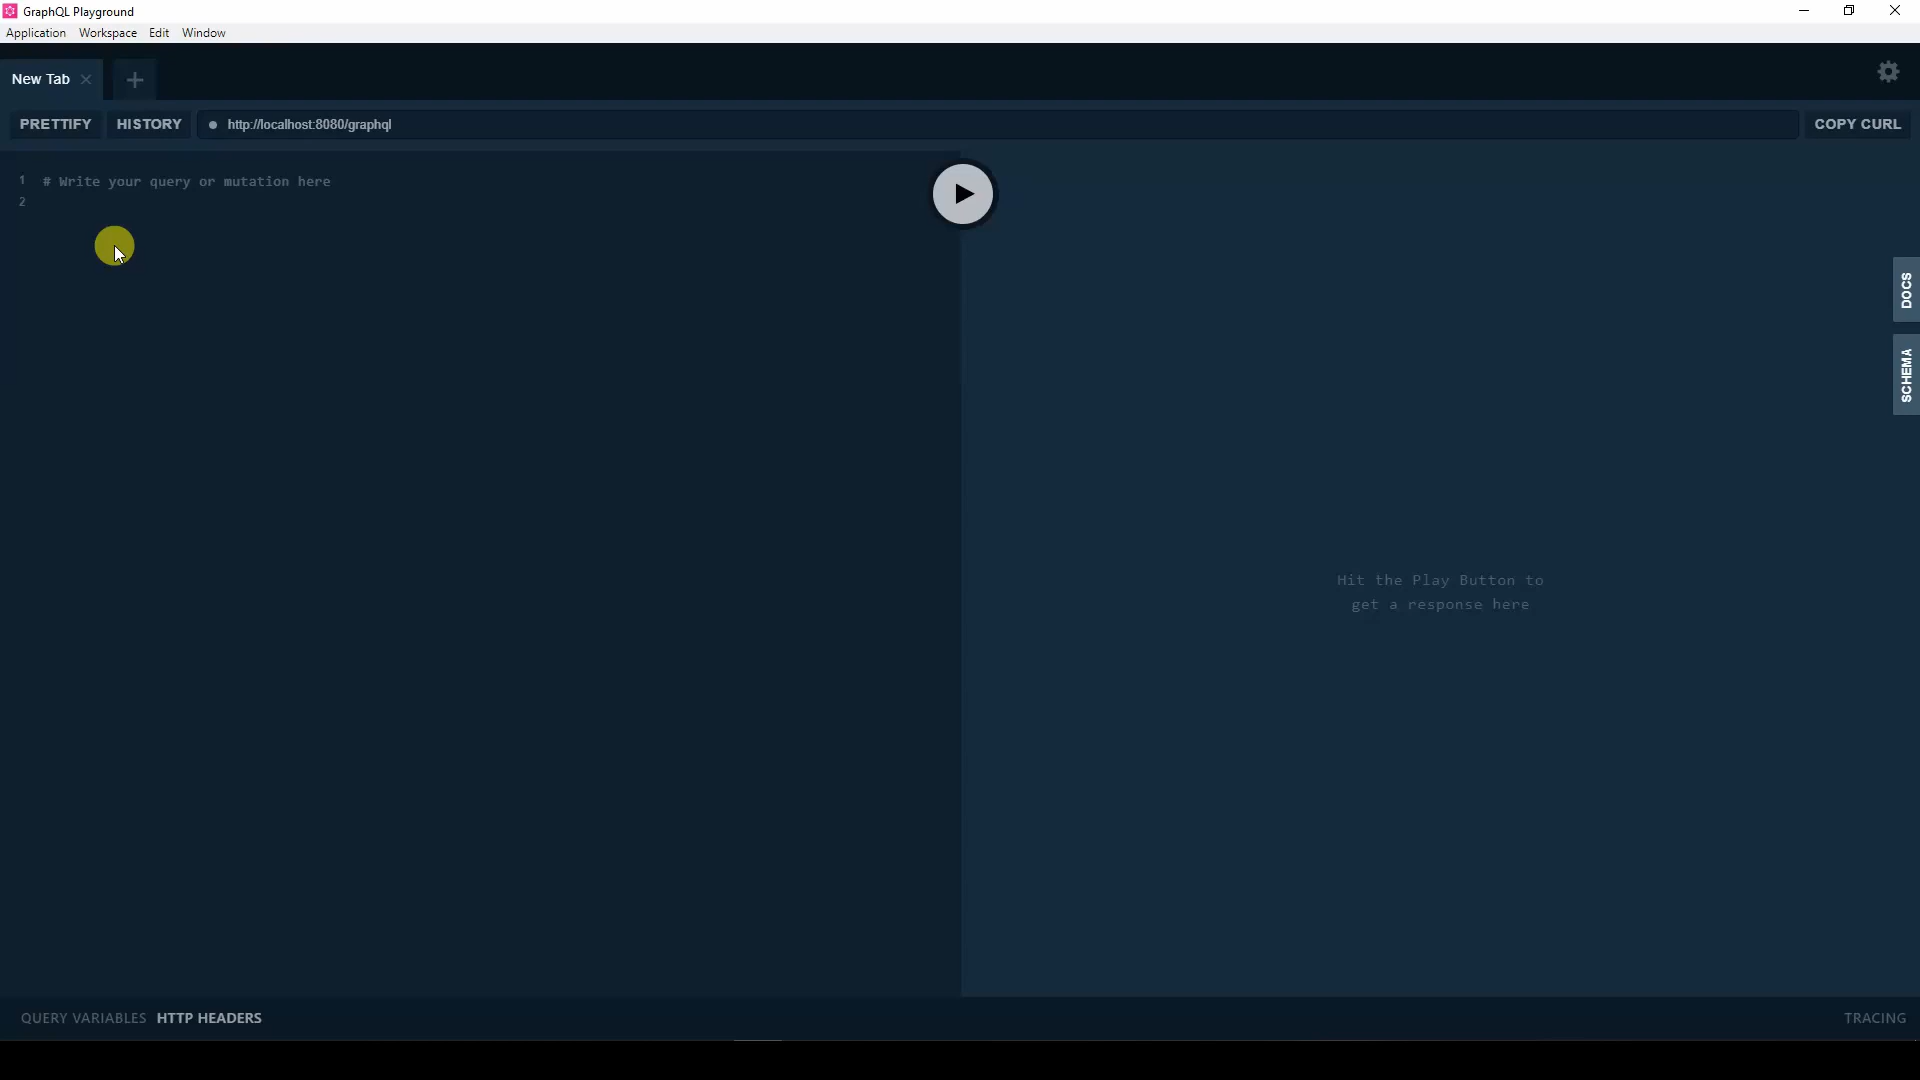 GraphQL Playground
Application Workspace Edit Window
New Tab
PRETTIFY HISTORY http://localhost:8080/graphql COPY CURL
1 # Write your query or mutation here
2
DOCS
SCHEMA
Hit the Play Button to
get a response here
QUERY VARIABLES HTTP HEADERS TRACING